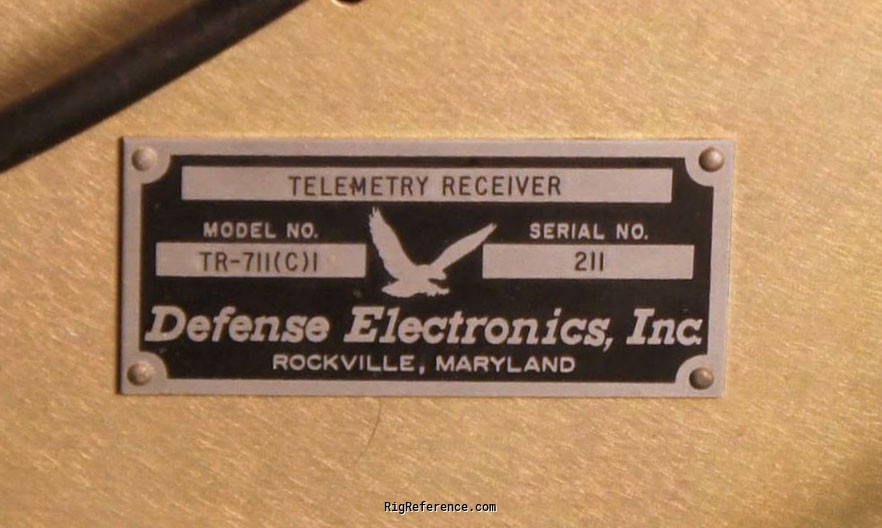 TELEMETRY RECEIVER
MODEL NO. SERIAL NO.
TR-711(C)1 211
Defense Electronics, Inc
ROCKVILLE, MARYLAND
RigReference.com